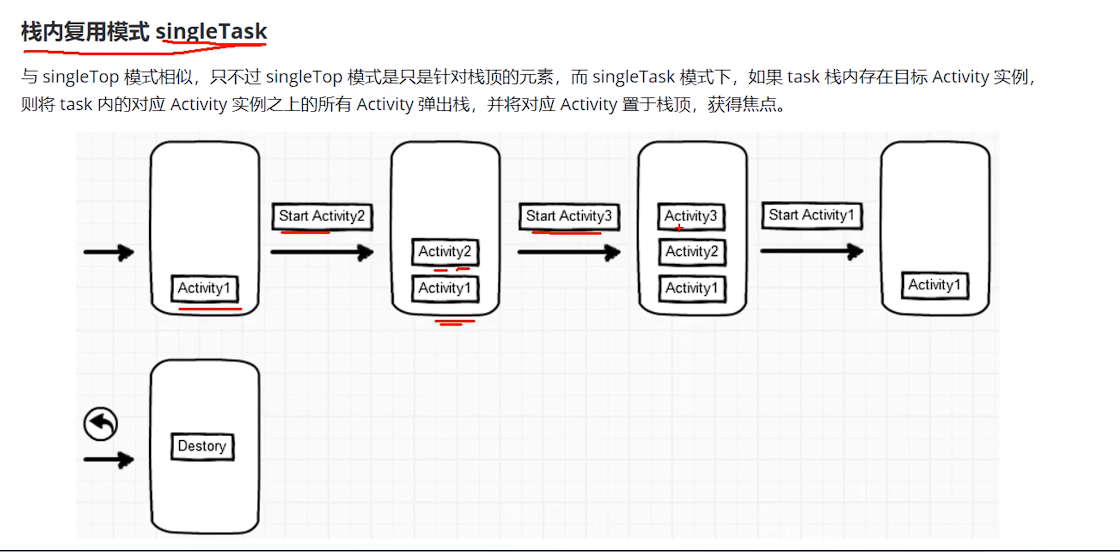 栈内复用模式 singleTask
与 singleTop 模式相似，只不过 singleTop 模式是只是针对栈顶的元素，而 singleTask 模式下，如果 task 栈内存在目标 Activity 实例，
则将 task 内的对应 Activity 实例之上的所有 Activity 弹出栈，并将对应 Activity 置于栈顶，获得焦点。
Activity1
Start Activity2
Activity2
Activity1
Start Activity3
Activity3
Activity2
Activity1
Start Activity1
Activity1
Destory